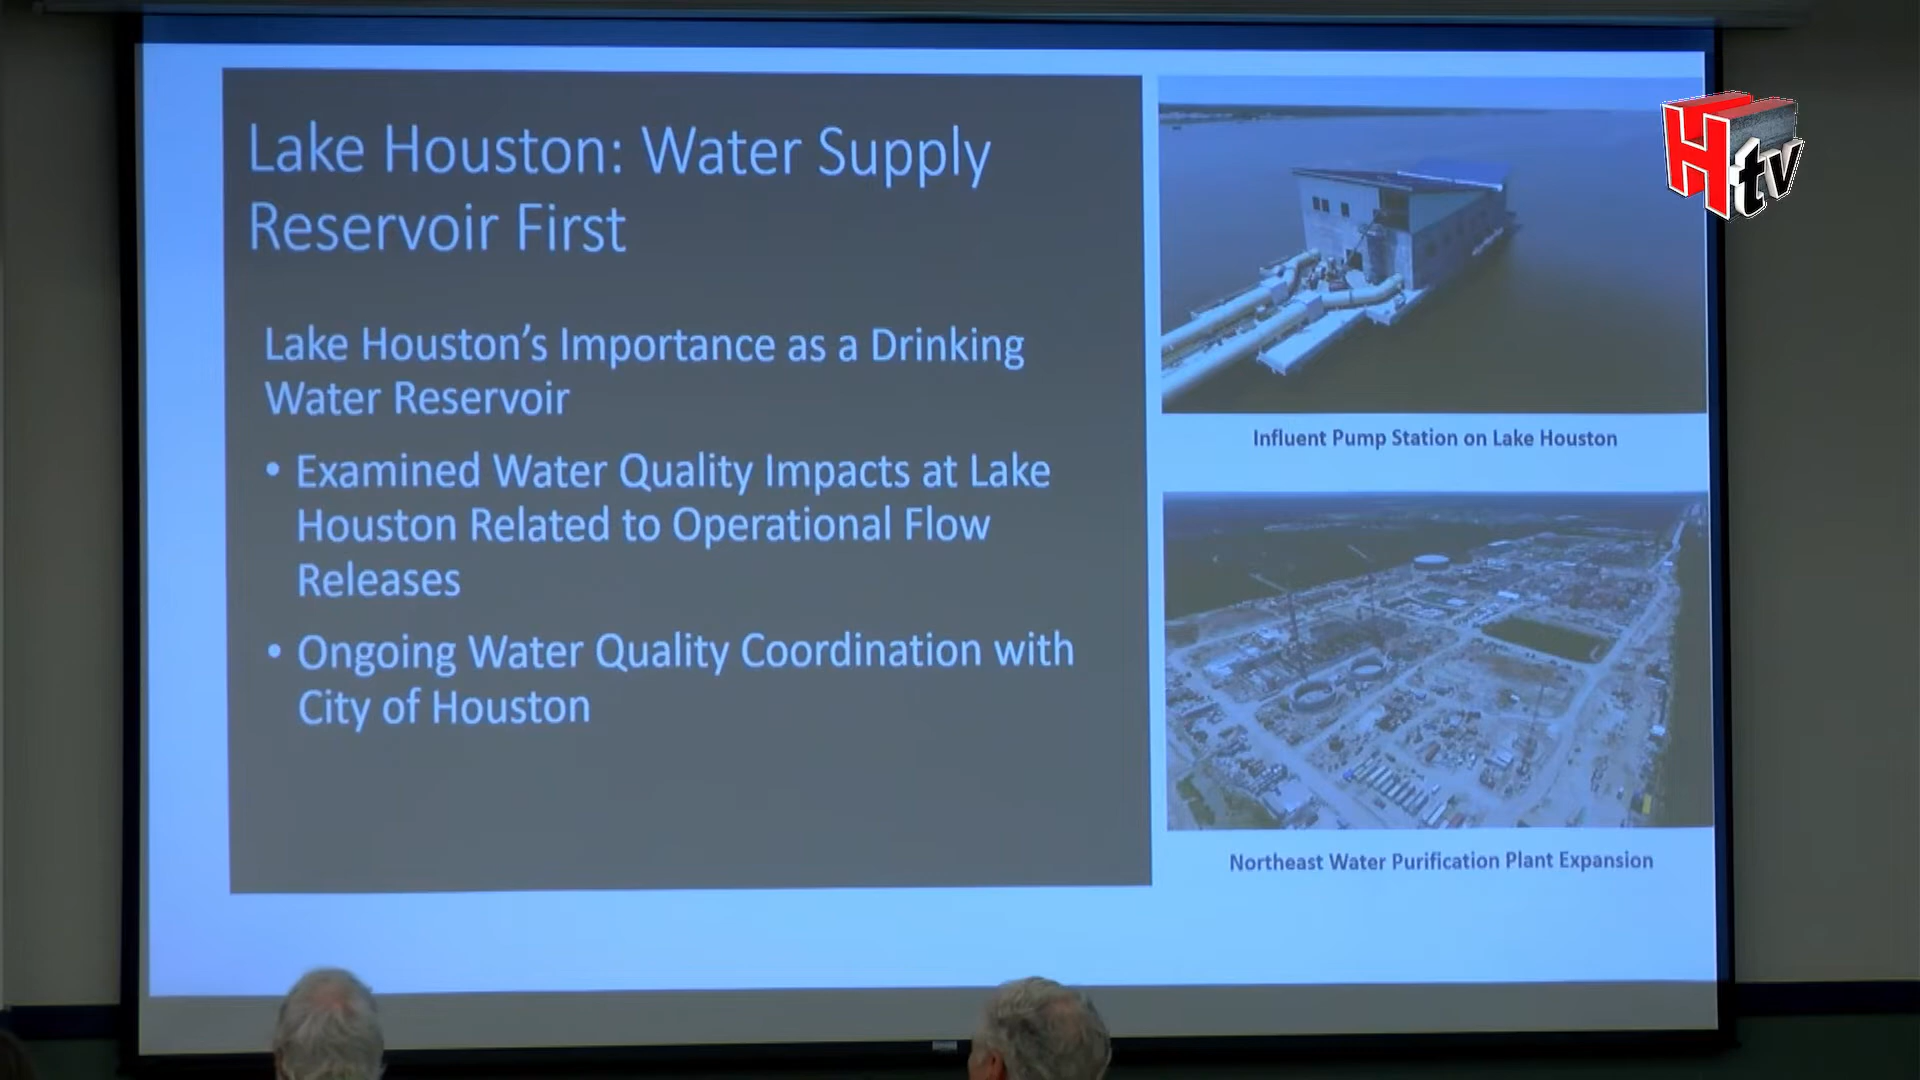 Lake Houston: Water Supply
Reservoir First
Lake Houston’s Importance as a Drinking
Water Reservoir
• Examined Water Quality Impacts at Lake
Houston Related to Operational Flow
Releases
• Ongoing Water Quality Coordination with
City of Houston
Influent Pump Station on Lake Houston
Northeast Water Purification Plant Expansion
Htv